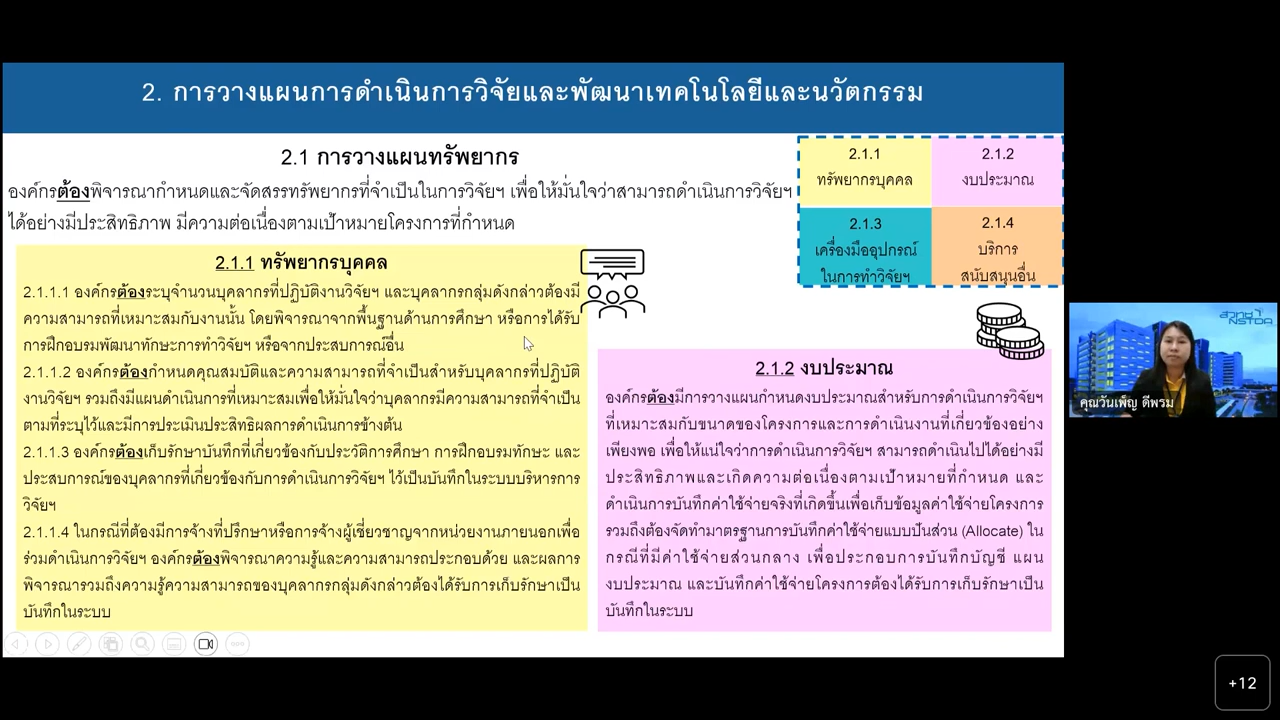 2. การวางแผนการดำเนินการวิจัยและพัฒนาเทคโนโลยีและนวัตกรรม
2.1 การวางแผนทรัพยากร
องค์กรต้องพิจารณากำหนดและจัดสรรทรัพยากรที่จำเป็นในการวิจัยฯ เพื่อให้มั่นใจว่าสามารถดำเนินการวิจัยฯ
ได้อย่างมีประสิทธิภาพ มีความต่อเนื่องตามเป้าหมายโครงการที่กำหนด
2.1.1
ทรัพยากรบุคคล
2.1.2
งบประมาณ
2.1.3
เครื่องมืออุปกรณ์
ในการทำวิจัยฯ
2.1.4
บริการ
สนับสนุนอื่น
2.1.1 ทรัพยากรบุคคล
2.1.1.1 องค์กรต้องระบุจำนวนบุคลากรที่ปฏิบัติงานวิจัยฯ และบุคลากรกลุ่มดังกล่าวต้องมี
ความสามารถที่เหมาะสมกับงานนั้น โดยพิจารณาจากพื้นฐานด้านการศึกษา หรือการได้รับ
การฝึกอบรมพัฒนาทักษะการทำวิจัยฯ หรือจากประสบการณ์อื่น
2.1.1.2 องค์กรต้องกำหนดคุณสมบัติและความสามารถที่จำเป็นสำหรับบุคลากรที่ปฏิบัติ
งานวิจัยฯ รวมถึงมีแผนดำเนินการที่เหมาะสมเพื่อให้มั่นใจว่าบุคลากรมีความสามารถที่จำเป็น
ตามที่ระบุไว้และมีการประเมินประสิทธิผลการดำเนินการข้างต้น
2.1.1.3 องค์กรต้องเก็บรักษาบันทึกที่เกี่ยวข้องกับประวัติการศึกษา การฝึกอบรมทักษะ และ
ประสบการณ์ของบุคลากรที่เกี่ยวข้องกับการดำเนินการวิจัยฯ ไว้เป็นบันทึกในระบบบริหารการ
วิจัยฯ
2.1.1.4 ในกรณีที่ต้องมีการจ้างที่ปรึกษาหรือการจ้างผู้เชี่ยวชาญจากหน่วยงานภายนอกเพื่อ
ร่วมดำเนินการวิจัยฯ องค์กรต้องพิจารณาความรู้และความสามารถประกอบด้วย และผลการ
พิจารณารวมถึงความรู้ความสามารถของบุคลากรกลุ่มดังกล่าวต้องได้รับการเก็บรักษาเป็น
บันทึกในระบบ
2.1.2 งบประมาณ
องค์กรต้องมีการวางแผนกำหนดงบประมาณสำหรับการดำเนินการวิจัยฯ
ที่เหมาะสมกับขนาดของโครงการและการดำเนินงานที่เกี่ยวข้องอย่าง
เพียงพอ เพื่อให้แน่ใจว่าการดำเนินการวิจัยฯ สามารถดำเนินไปได้อย่างมี
ประสิทธิภาพและเกิดความต่อเนื่องตามเป้าหมายที่กำหนด และ
ดำเนินการบันทึกค่าใช้จ่ายจริงที่เกิดขึ้นเพื่อเก็บข้อมูลค่าใช้จ่ายโครงการ
รวมถึงต้องจัดทำมาตรฐานการบันทึกค่าใช้จ่ายแบบปันส่วน (Allocate) ใน
กรณีที่มีค่าใช้จ่ายส่วนกลาง เพื่อประกอบการบันทึกบัญชี แผน
งบประมาณ และบันทึกค่าใช้จ่ายโครงการต้องได้รับการเก็บรักษาเป็น
บันทึกในระบบ
สวทช
NSTDA
คุณวันเพ็ญ ดีพรม
+12